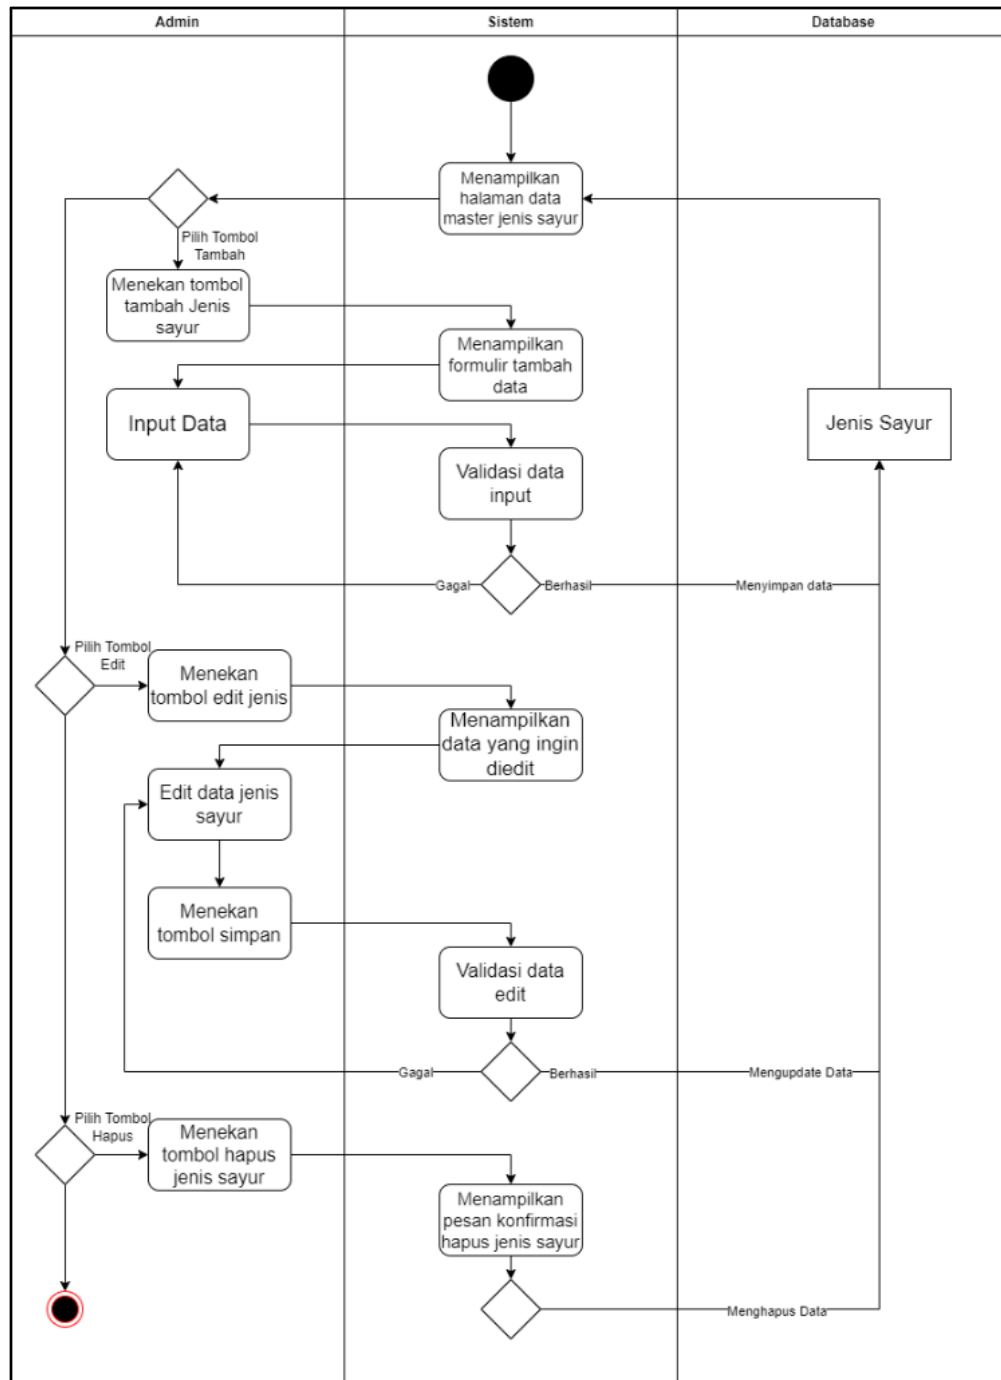 Admin
Sistem
Database
Menampilkan
halaman data
master jenis sayur
Pilih Tombol
Tambah
Menekan tombol
tambah Jenis
sayur
Menampilkan
formulir tambah
data
Input Data
Jenis Sayur
Validasi data
input
Gagal
Berhasil
Menyimpan data
Pilih Tombol
Edit
Menekan
tombol edit jenis
Menampilkan
data yang ingin
diedit
Edit data jenis
sayur
Menekan
tombol simpan
Validasi data
edit
Gagal
Berhasil
Mengupdate Data
Pilih Tombol
Hapus
Menekan
tombol hapus
jenis sayur
Menampilkan
pesan konfirmasi
hapus jenis sayur
Menghapus Data